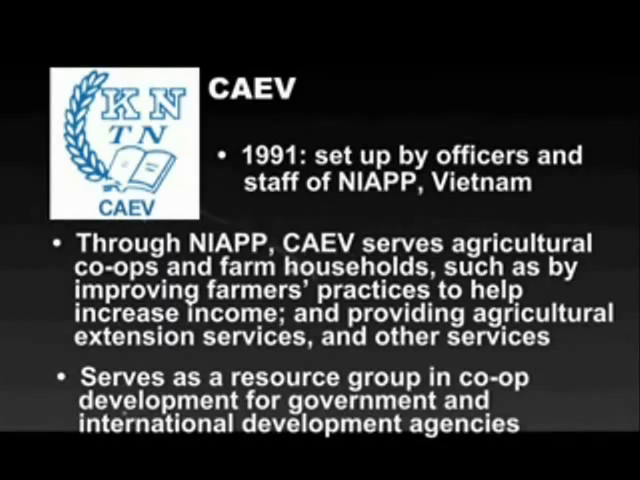 KN
TN
CAEV
CAEV
• 1991: set up by officers and
staff of NIAPP, Vietnam
• Through NIAPP, CAEV serves agricultural
co-ops and farm households, such as by
improving farmers’ practices to help
increase income; and providing agricultural
extension services, and other services
• Serves as a resource group in co-op
development for government and
international development agencies